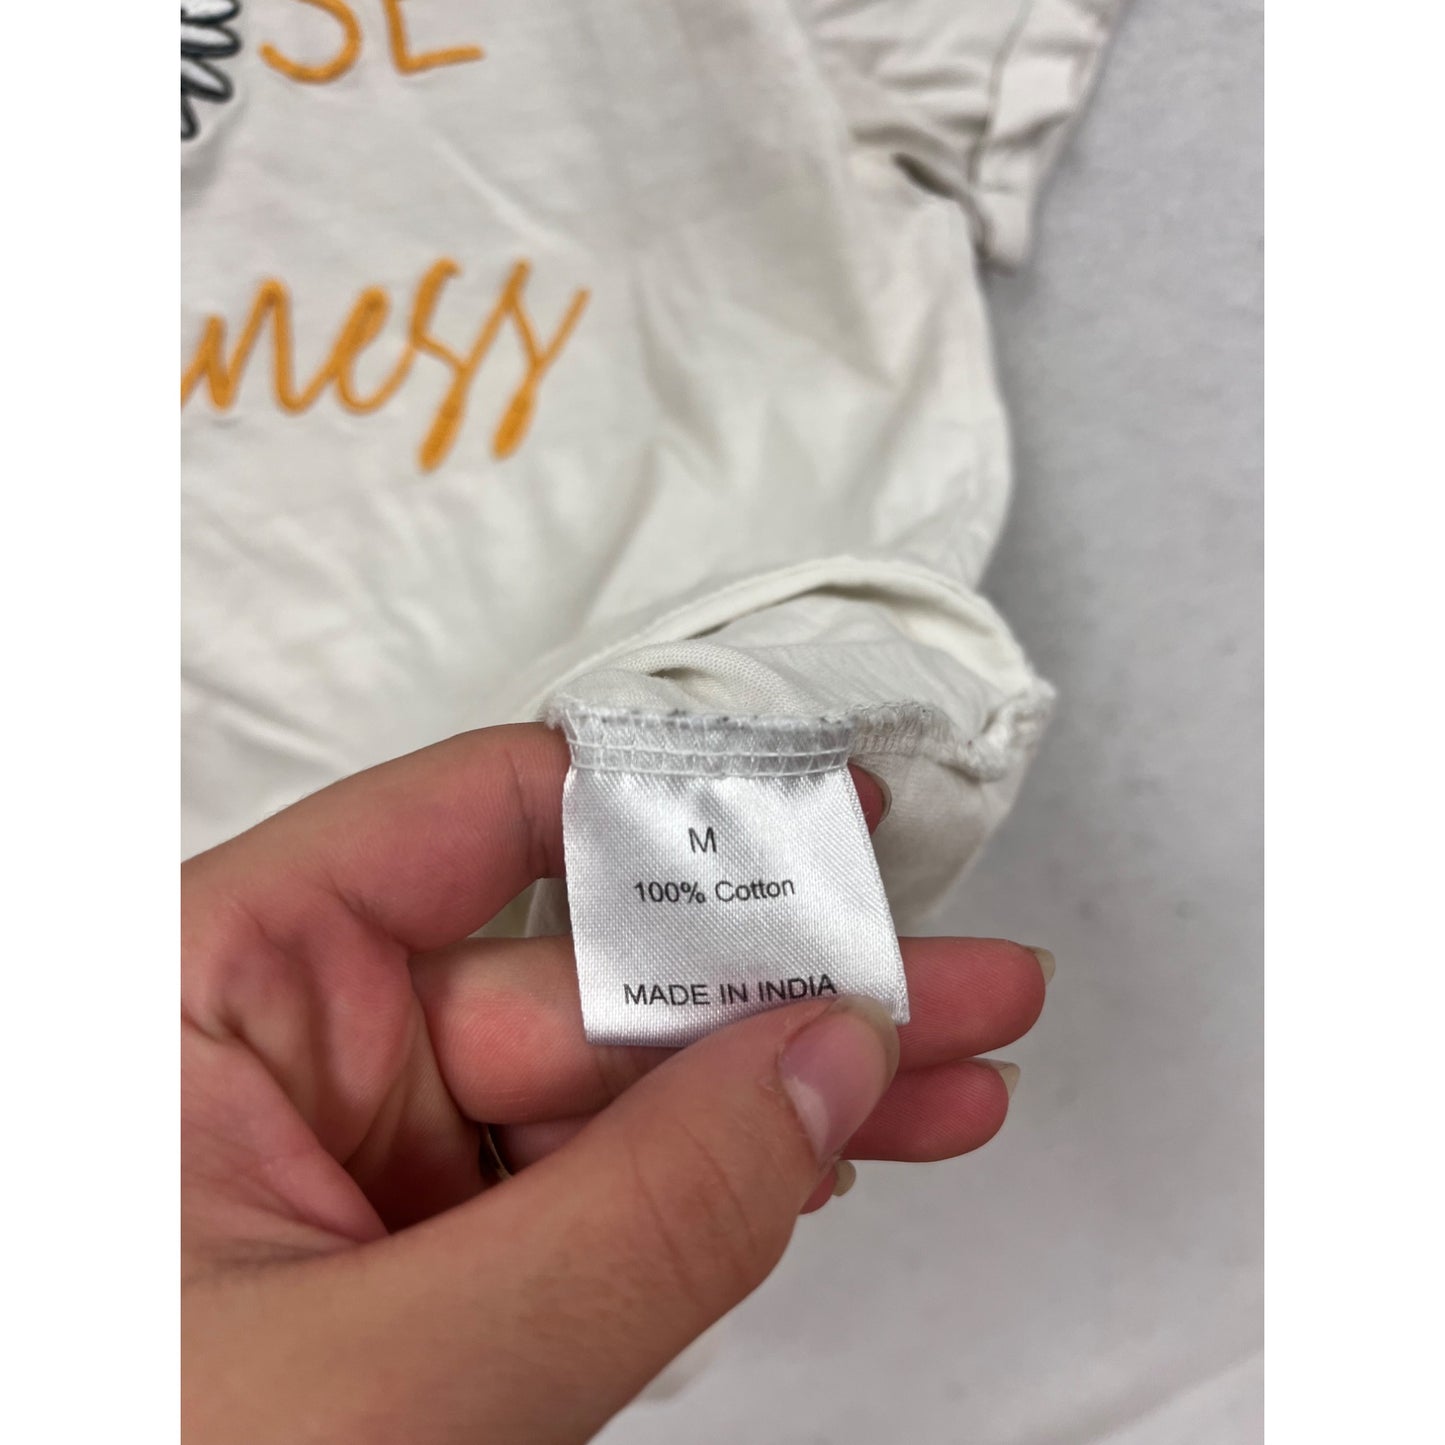 SE
ness
M
100% Cotton
MADE IN INDIA